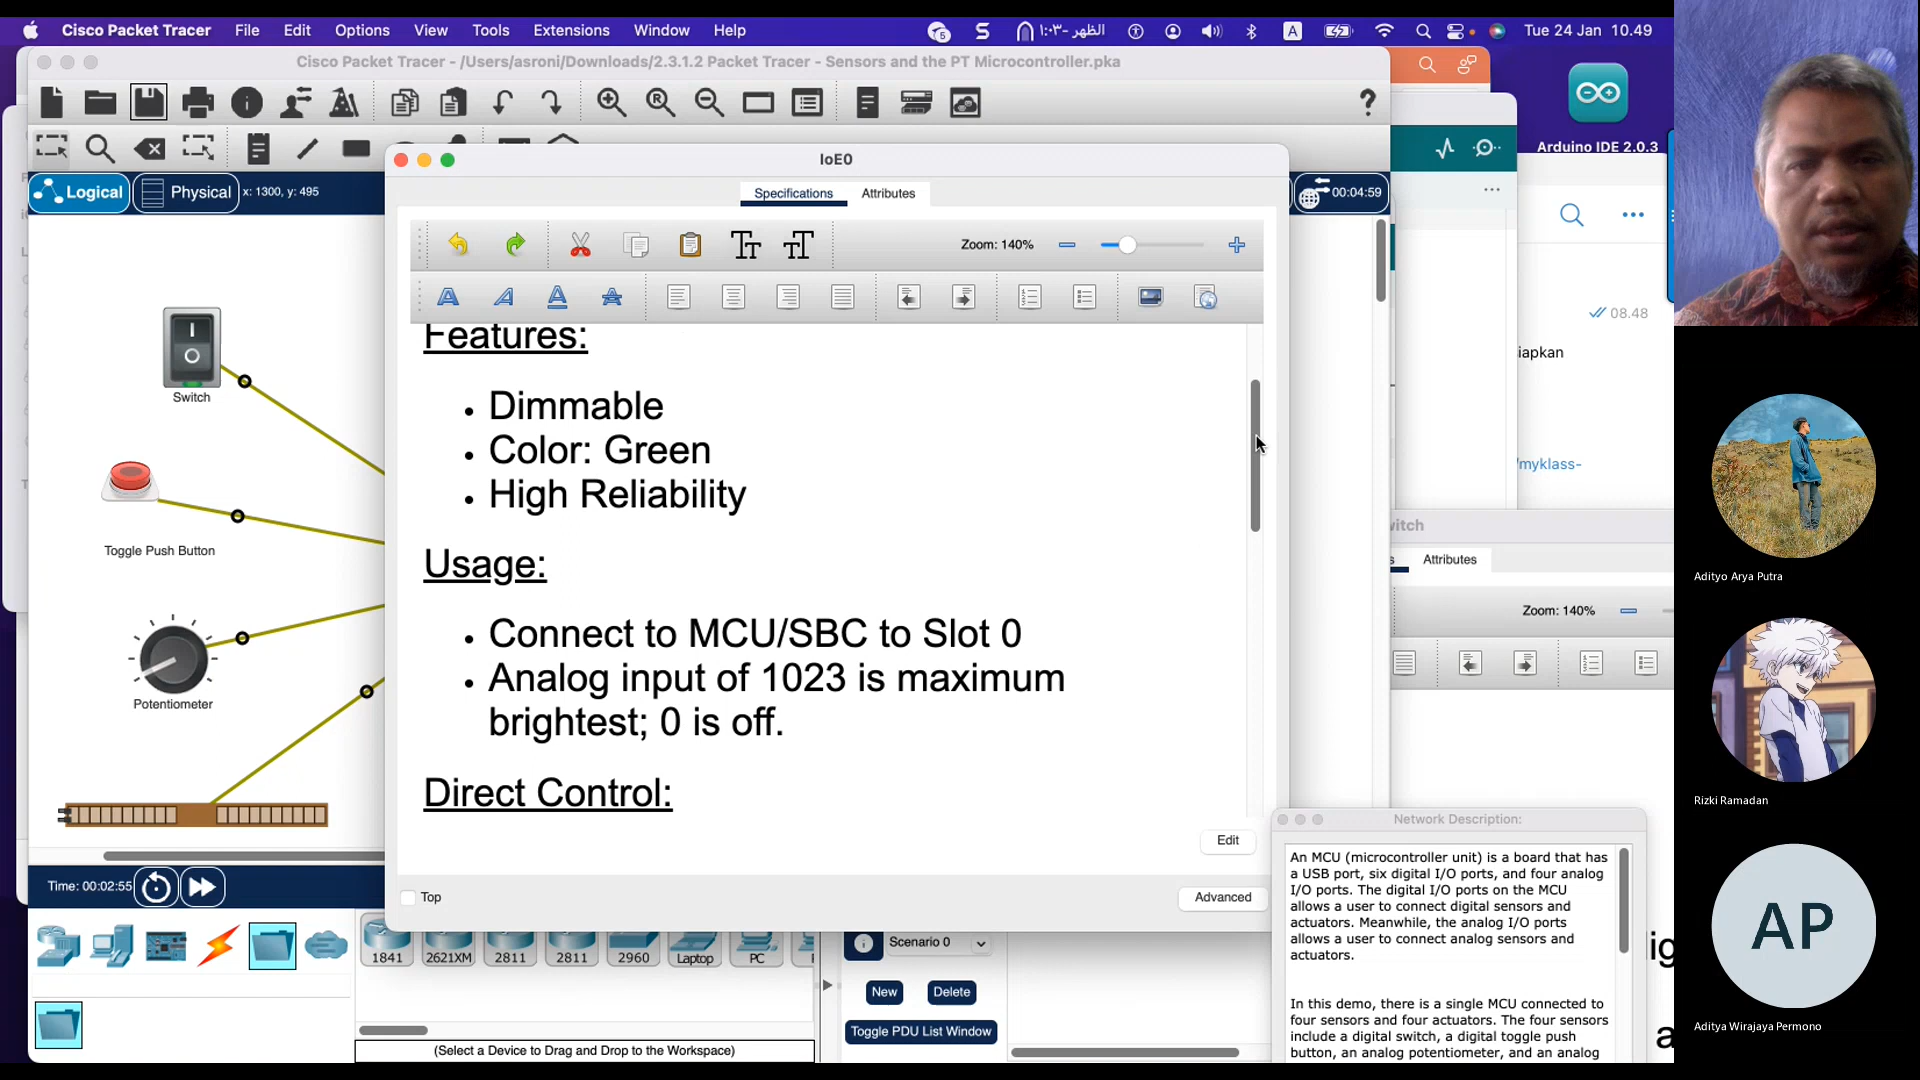 Cisco Packet Tracer File Edit Options View Tools Extensions Window Help
5 S الظهر -١:٠٣ A Tue 24 Jan 10.49
Cisco Packet Tracer - /Users/asroni/Downloads/2.3.1.2 Packet Tracer - Sensors and the PT Microcontroller.pka
Arduino IDE 2.0.3
IoE0
Logical Physical x: 1300, y: 495
Specifications Attributes
00:04:59
Zoom: 140%
Features:
Dimmable
Color: Green
High Reliability
Usage:
Connect to MCU/SBC to Slot 0
Analog input of 1023 is maximum
brightest; 0 is off.
Direct Control:
Edit
Top
Advanced
Switch
Toggle Push Button
Potentiometer
08.48
iapkan
/myklass-
witch
s Attributes
Zoom: 140%
Network Description:
An MCU (microcontroller unit) is a board that has
a USB port, six digital I/O ports, and four analog
I/O ports. The digital I/O ports on the MCU
allows a user to connect digital sensors and
actuators. Meanwhile, the analog I/O ports
allows a user to connect analog sensors and
actuators.
In this demo, there is a single MCU connected to
four sensors and four actuators. The four sensors
include a digital switch, a digital toggle push
button, an analog potentiometer, and an analog
Time: 00:02:55
1841 2621XM 2811 2811 2960 Laptop PC
(Select a Device to Drag and Drop to the Workspace)
Scenario 0
New Delete
Toggle PDU List Window
Adityo Arya Putra
Rizki Ramadan
AP
Aditya Wirajaya Permono